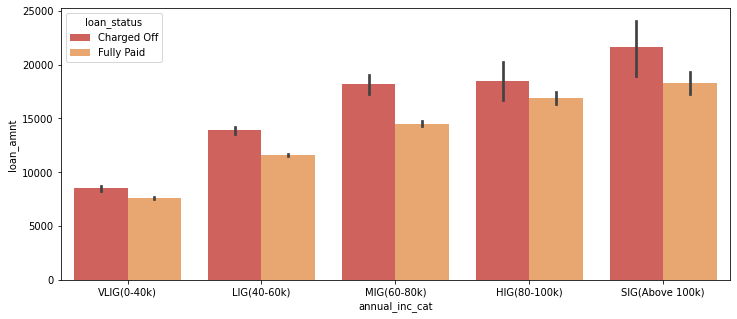 loan_status
Charged Off
Fully Paid
25000
20000
15000
10000
5000
0
loan_amnt
VLIG(0-40k)
LIG(40-60k)
MIG(60-80k)
HIG(80-100k)
SIG(Above 100k)
annual_inc_cat